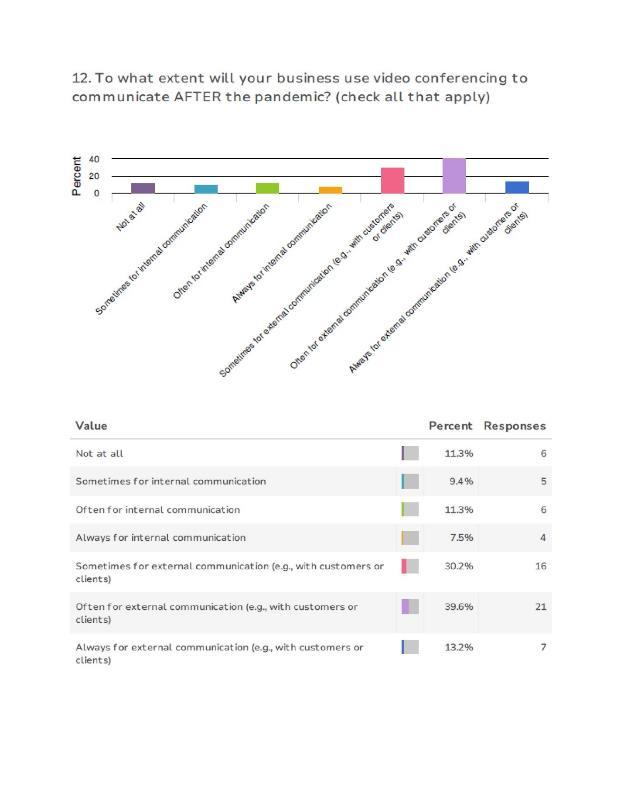 12. To what extent will your business use video conferencing to
communicate AFTER the pandemic? (check all that apply)
Percent
40
20
0
Not at all
Sometimes for internal communication
Often for internal communication
Always for internal communication
Sometimes for external communication (e.g., with customers
or clients)
Often for external communication (e.g., with customers or
clients)
Always for external communication (e.g., with customers or
clients)
Value Percent Responses
Not at all 11.3% 6
Sometimes for internal communication 9.4% 5
Often for internal communication 11.3% 6
Always for internal communication 7.5% 4
Sometimes for external communication (e.g., with customers or 30.2% 16
clients)
Often for external communication (e.g., with customers or 39.6% 21
clients)
Always for external communication (e.g., with customers or 13.2% 7
clients)